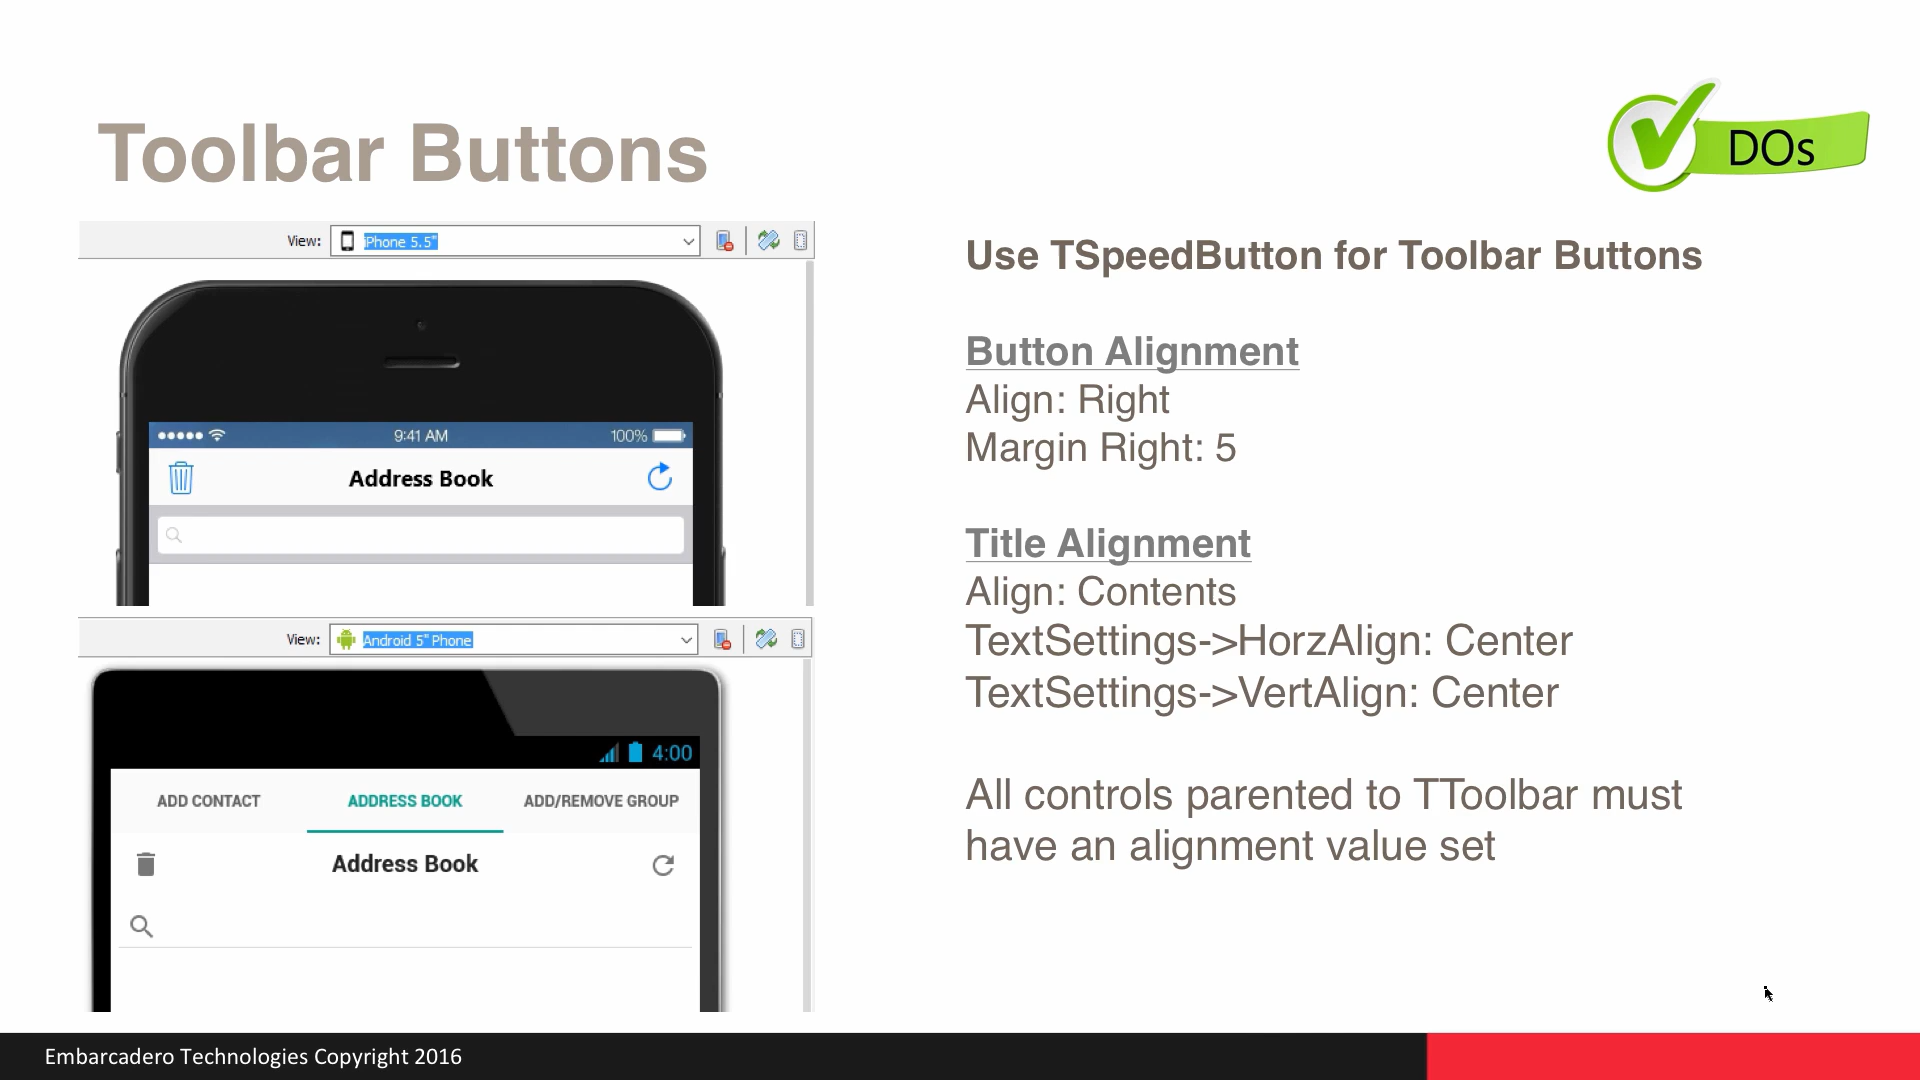 Toolbar Buttons
DOs
View: iPhone 5.5"
9:41 AM 100%
Address Book
View: Android 5" Phone
4:00
ADD CONTACT ADDRESS BOOK ADD/REMOVE GROUP
Address Book
Use TSpeedButton for Toolbar Buttons
Button Alignment
Align: Right
Margin Right: 5
Title Alignment
Align: Contents
TextSettings->HorzAlign: Center
TextSettings->VertAlign: Center
All controls parented to TToolbar must
have an alignment value set
Embarcadero Technologies Copyright 2016